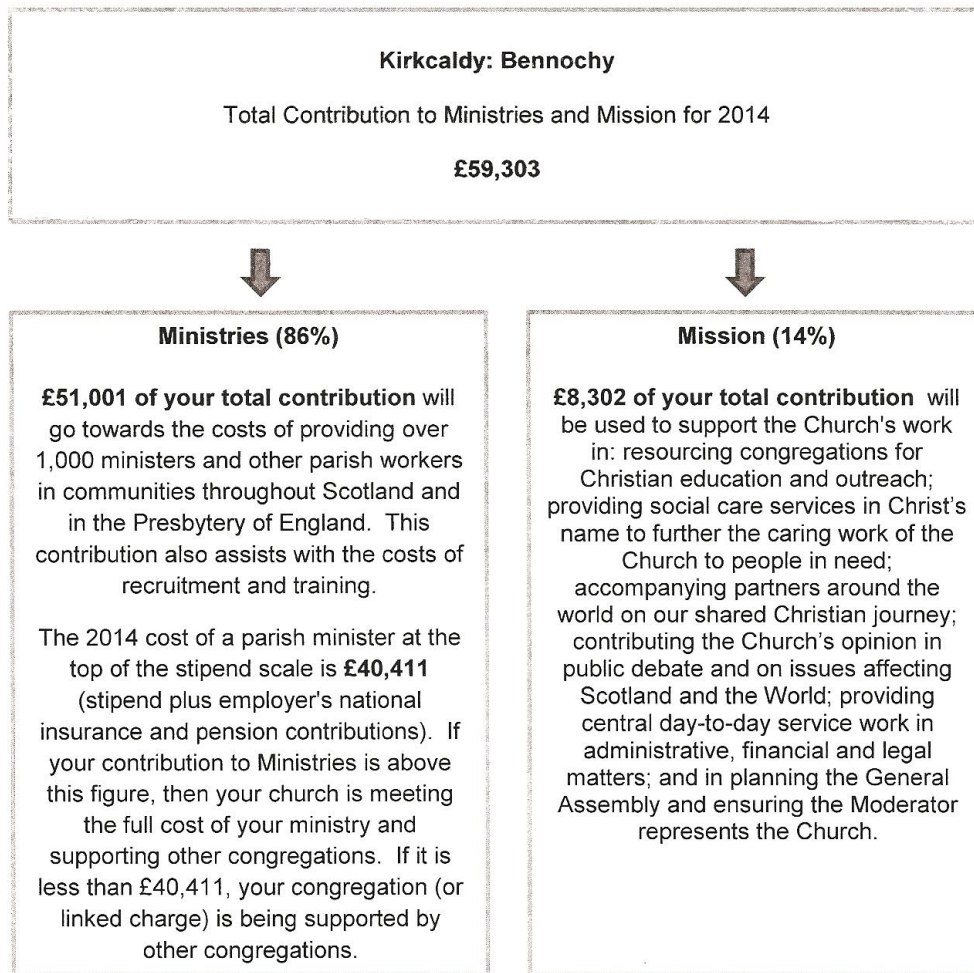 Kirkcaldy: Bennochy
Total Contribution to Ministries and Mission for 2014
£59,303
Ministries (86%)
£51,001 of your total contribution will
go towards the costs of providing over
1,000 ministers and other parish workers
in communities throughout Scotland and
in the Presbytery of England. This
contribution also assists with the costs of
recruitment and training.
The 2014 cost of a parish minister at the
top of the stipend scale is £40,411
(stipend plus employer's national
insurance and pension contributions). If
your contribution to Ministries is above
this figure, then your church is meeting
the full cost of your ministry and
supporting other congregations. If it is
less than £40,411, your congregation (or
linked charge) is being supported by
other congregations.
Mission (14%)
£8,302 of your total contribution will
be used to support the Church's work
in: resourcing congregations for
Christian education and outreach;
providing social care services in Christ's
name to further the caring work of the
Church to people in need;
accompanying partners around the
world on our shared Christian journey;
contributing the Church's opinion in
public debate and on issues affecting
Scotland and the World; providing
central day-to-day service work in
administrative, financial and legal
matters; and in planning the General
Assembly and ensuring the Moderator
represents the Church.